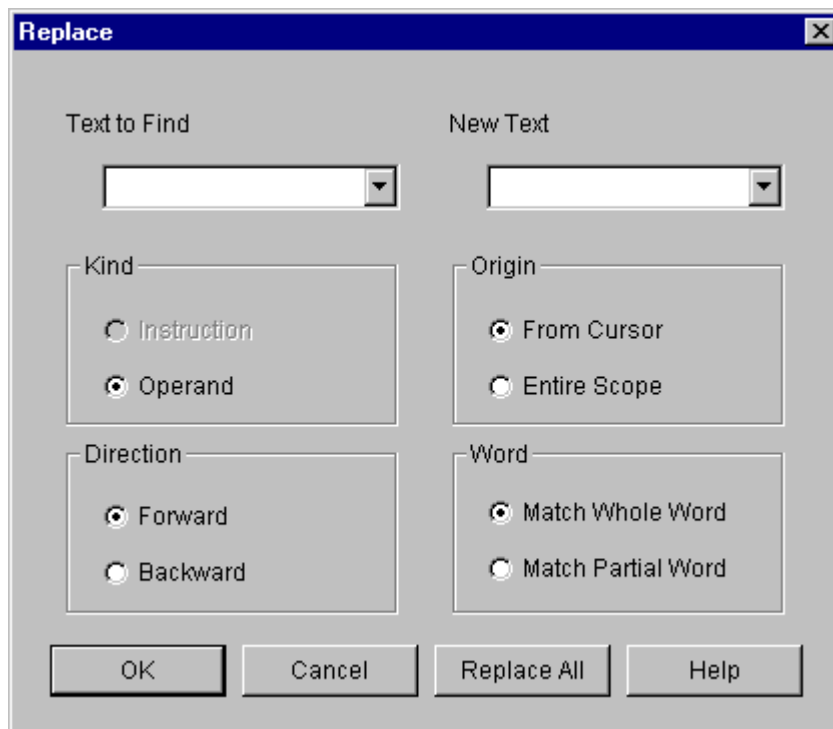 Replace
Text to Find
New Text
Kind
Instruction
Operand
Origin
From Cursor
Entire Scope
Direction
Forward
Backward
Word
Match Whole Word
Match Partial Word
OK
Cancel
Replace All
Help